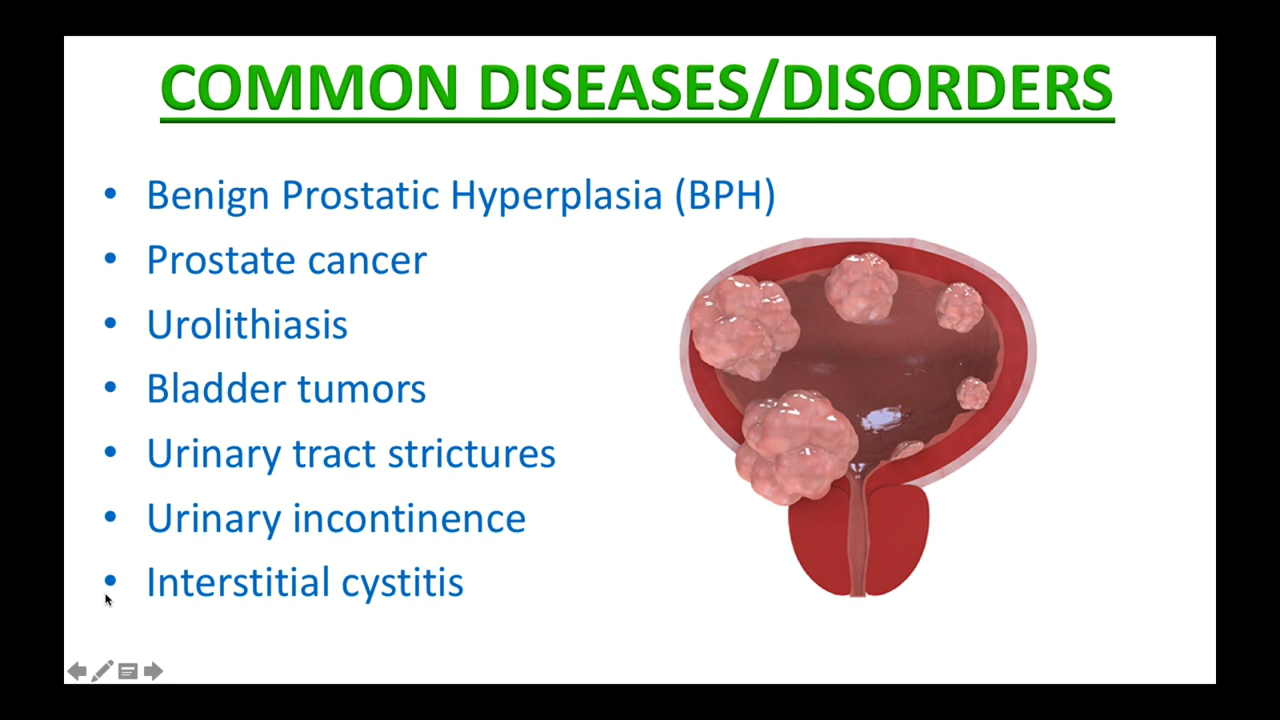 COMMON DISEASES/DISORDERS
• Benign Prostatic Hyperplasia (BPH)
• Prostate cancer
• Urolithiasis
• Bladder tumors
• Urinary tract strictures
• Urinary incontinence
• Interstitial cystitis